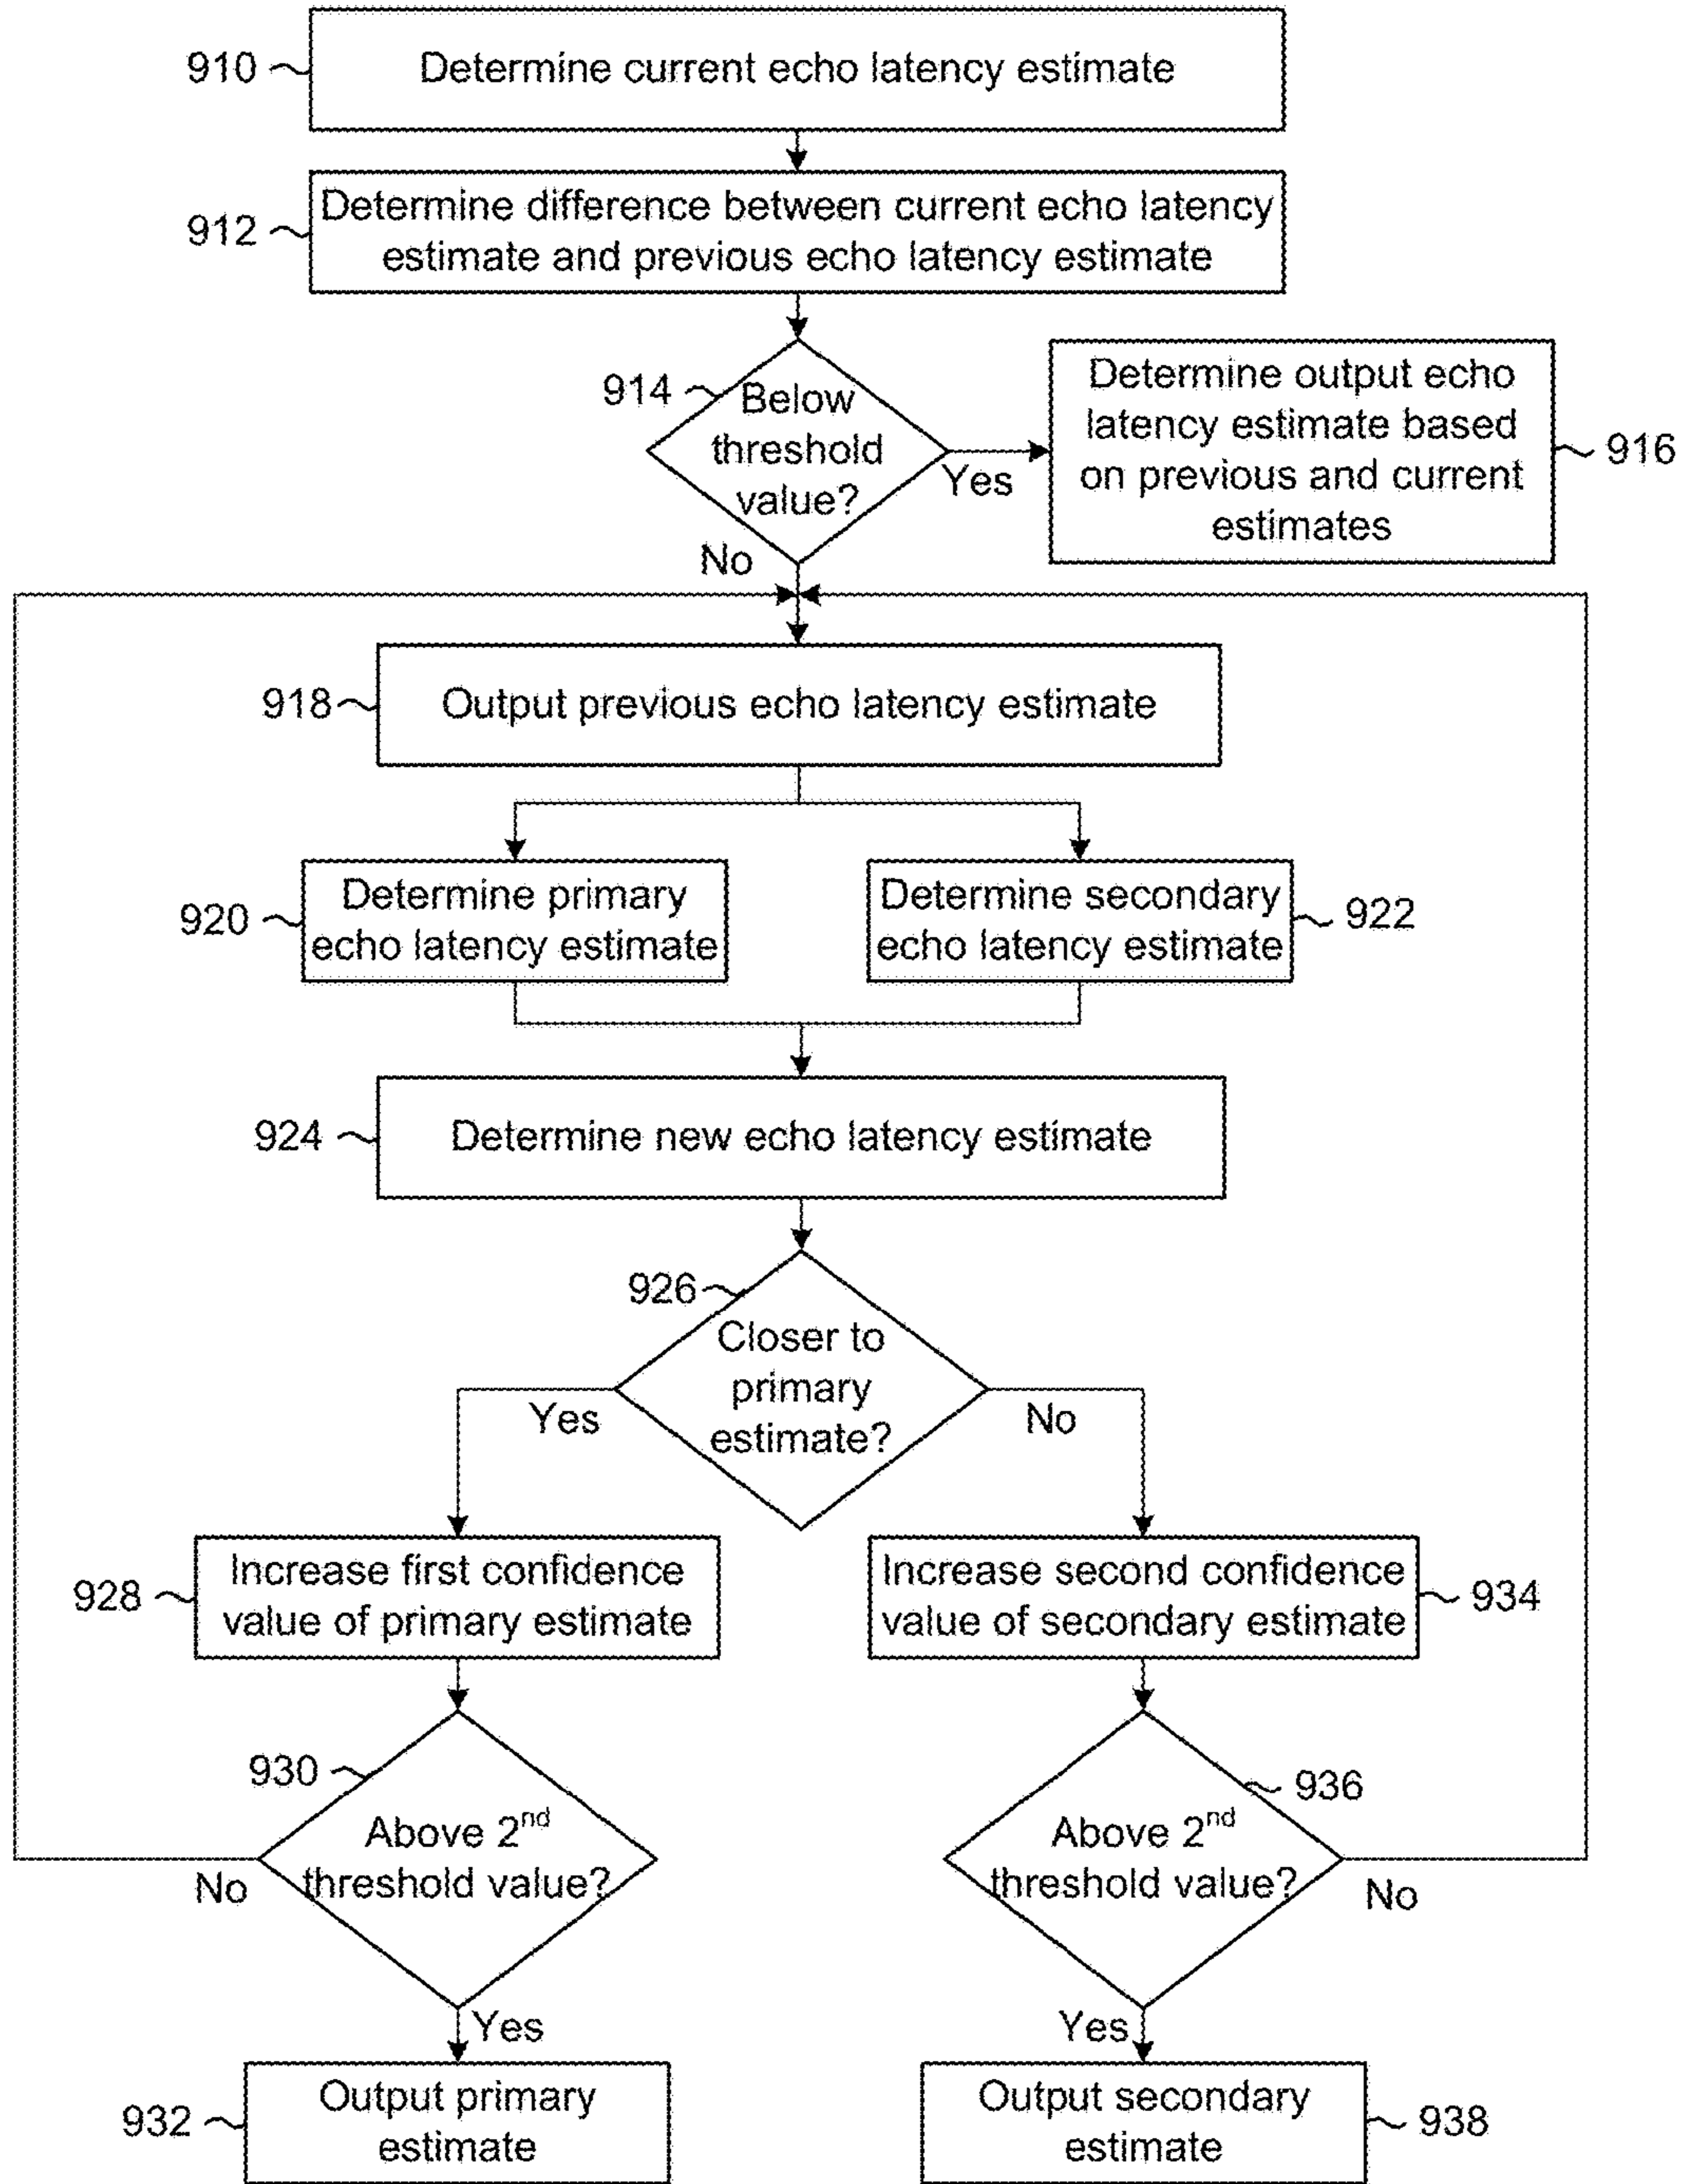 910
Determine current echo latency estimate
912
Determine difference between current echo latency
estimate and previous echo latency estimate
914
Below
threshold
value?
Yes
No
Determine output echo
latency estimate based
on previous and current
estimates
916
918
Output previous echo latency estimate
920
Determine primary
echo latency estimate
Determine secondary
echo latency estimate
922
924
Determine new echo latency estimate
926
Closer to
primary
estimate?
Yes
No
928
Increase first confidence
value of primary estimate
Increase second confidence
value of secondary estimate
934
930
Above 2nd
threshold value?
No
Yes
936
Above 2nd
threshold value?
No
Yes
932
Output primary
estimate
Output secondary
estimate
938